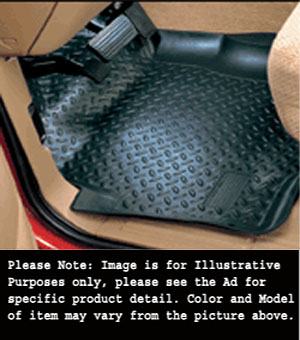 Please Note: Image is for Illustrative
Purposes only, please see the Ad for
specific product detail. Color and Model
of item may vary from the picture above.